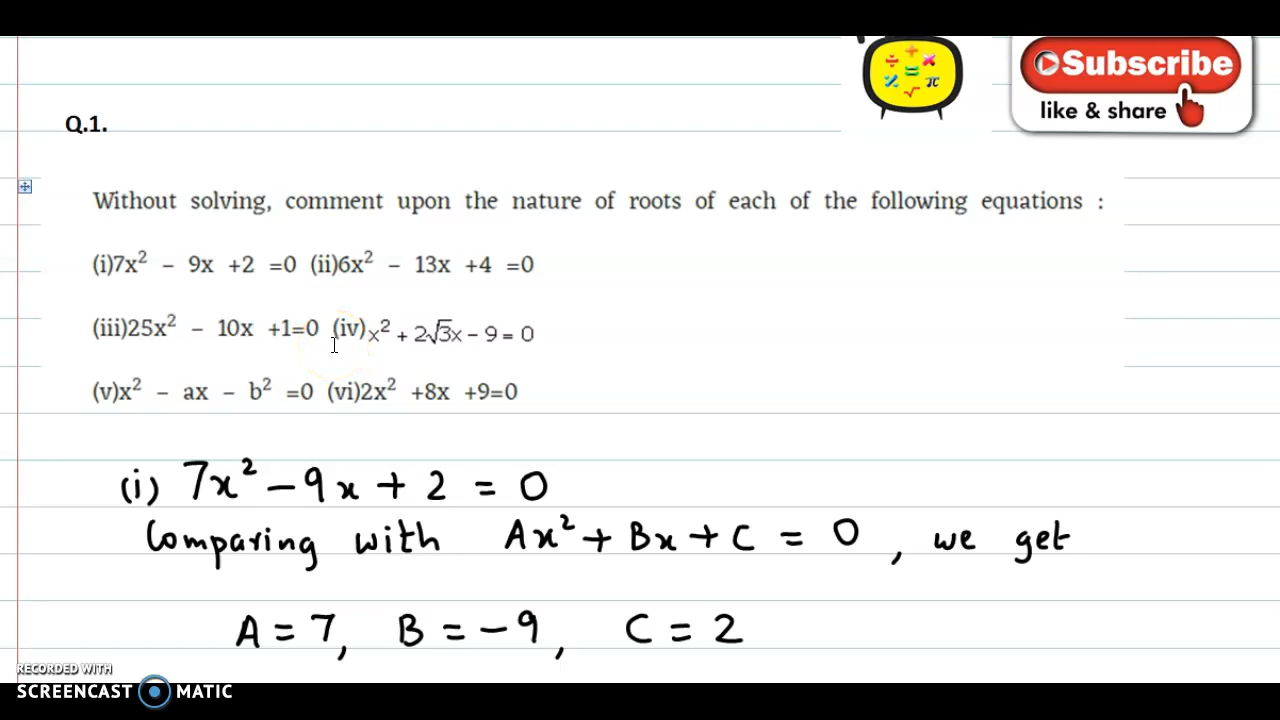 Subscribe
like & share
Q.1.
Without solving, comment upon the nature of roots of each of the following equations :
(i)7x² − 9x +2 =0 (ii)6x² − 13x +4 =0
(iii)25x² − 10x +1=0 (iv)x² + 2√3x − 9 = 0
(v)x² − ax − b² =0 (vi)2x² +8x +9=0
(i) 7x² − 9x + 2 = 0
Comparing with Ax² + Bx + C = 0 , we get
A = 7, B = −9, C = 2
RECORDED WITH
SCREENCAST MATIC